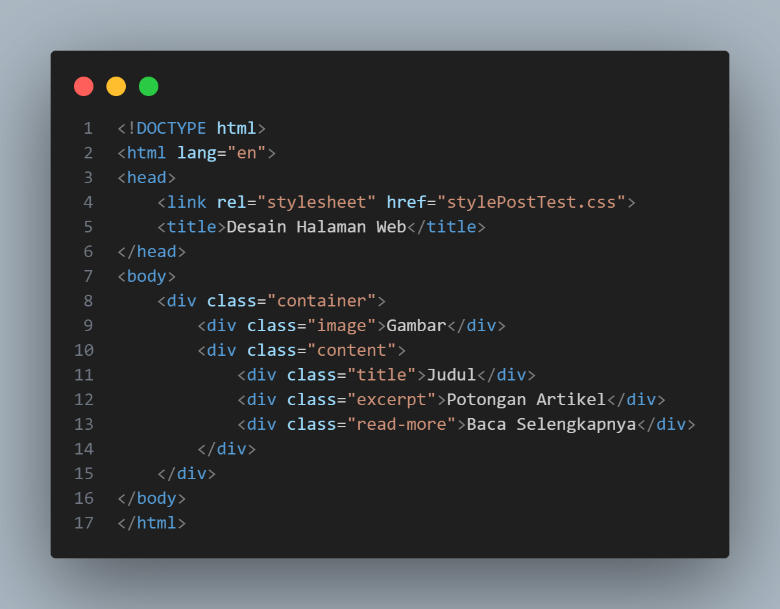 1 <!DOCTYPE html>
2 <html lang="en">
3 <head>
4     <link rel="stylesheet" href="stylePostTest.css">
5     <title>Desain Halaman Web</title>
6 </head>
7 <body>
8     <div class="container">
9         <div class="image">Gambar</div>
10         <div class="content">
11             <div class="title">Judul</div>
12             <div class="excerpt">Potongan Artikel</div>
13             <div class="read-more">Baca Selengkapnya</div>
14         </div>
15     </div>
16 </body>
17 </html>